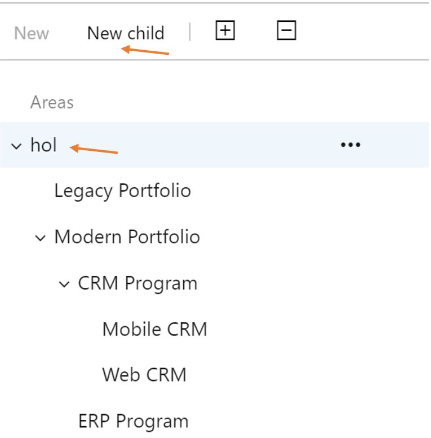 New New child
Areas
hol
Legacy Portfolio
Modern Portfolio
CRM Program
Mobile CRM
Web CRM
ERP Program